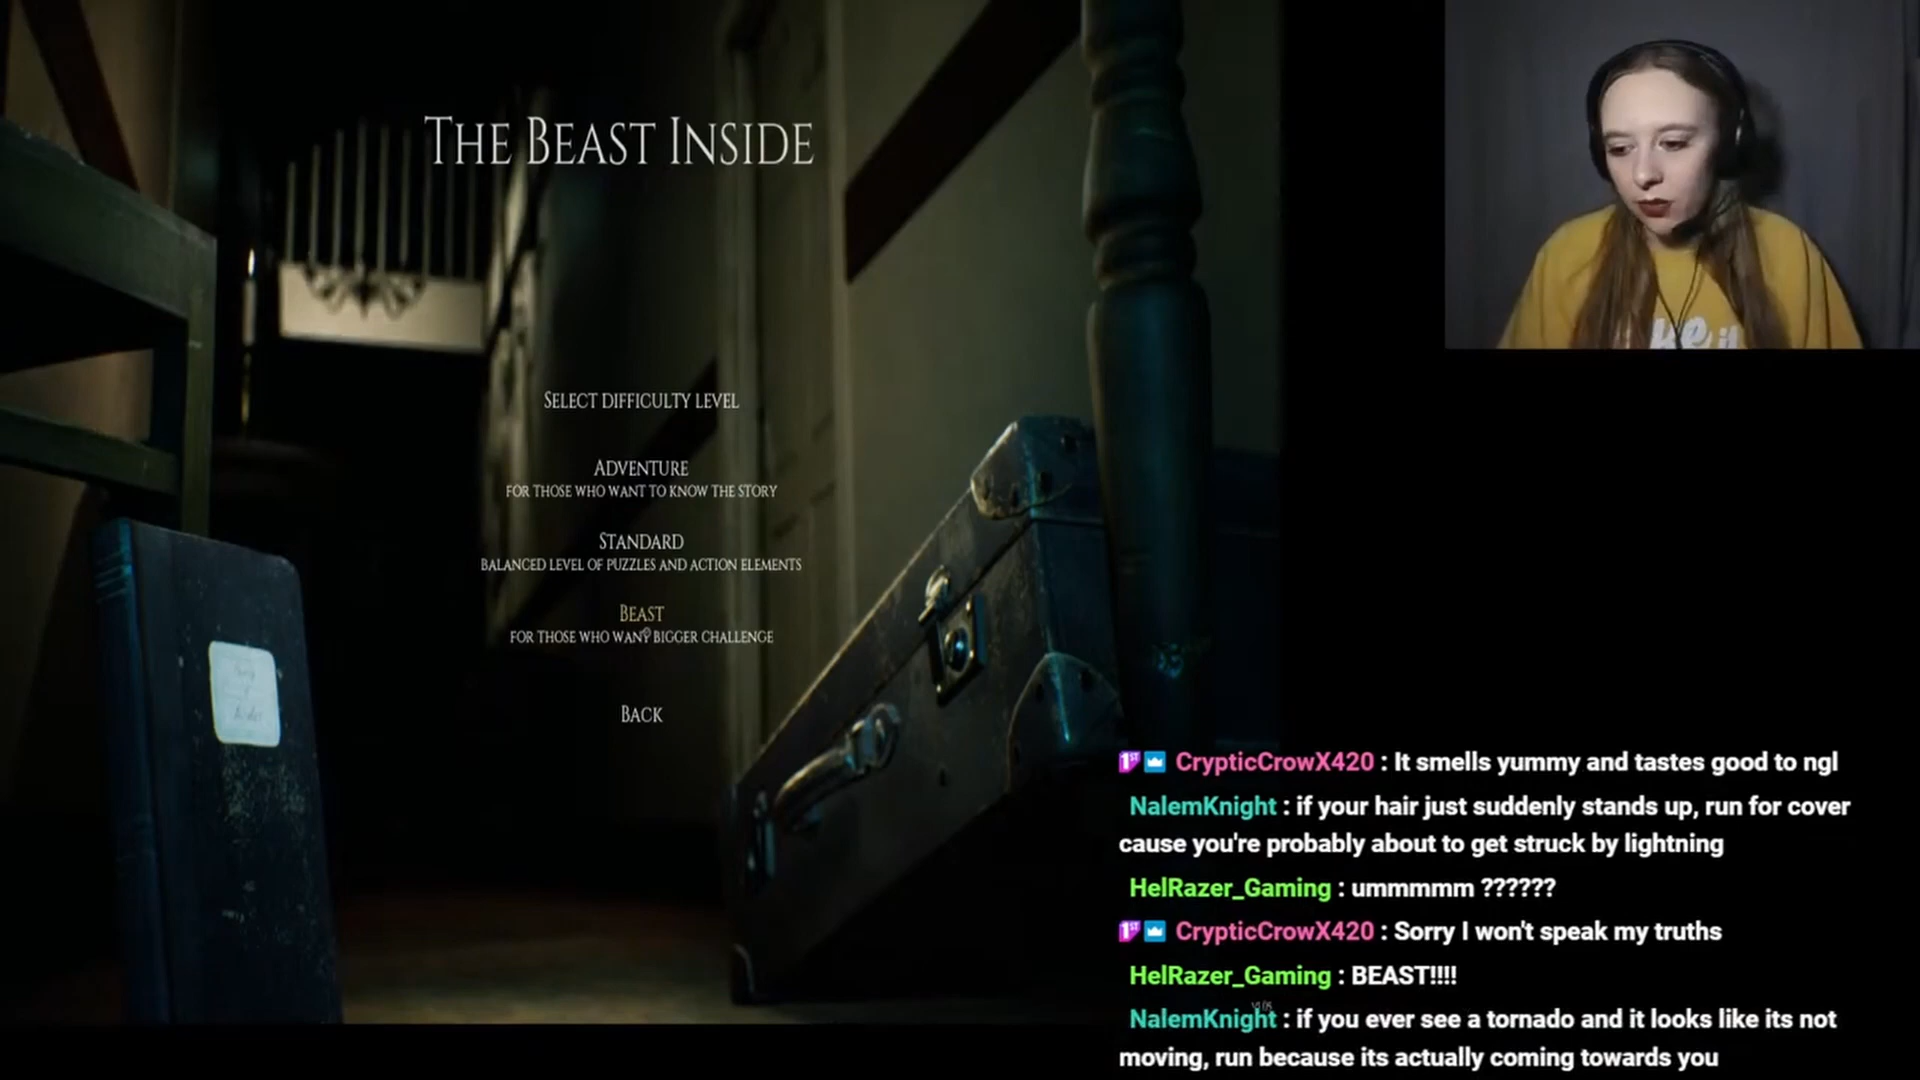 THE BEAST INSIDE
SELECT DIFFICULTY LEVEL
ADVENTURE
FOR THOSE WHO WANT TO KNOW THE STORY
STANDARD
BALANCED LEVEL OF PUZZLES AND ACTION ELEMENTS
BEAST
FOR THOSE WHO WANT BIGGER CHALLENGE
BACK
CrypticCrowX420 : It smells yummy and tastes good to ngl
NalemKnight : if your hair just suddenly stands up, run for cover
cause you're probably about to get struck by lightning
HelRazer_Gaming : ummmmm ??????
CrypticCrowX420 : Sorry I won't speak my truths
HelRazer_Gaming : BEAST!!!!
NalemKnight : if you ever see a tornado and it looks like its not
moving, run because its actually coming towards you